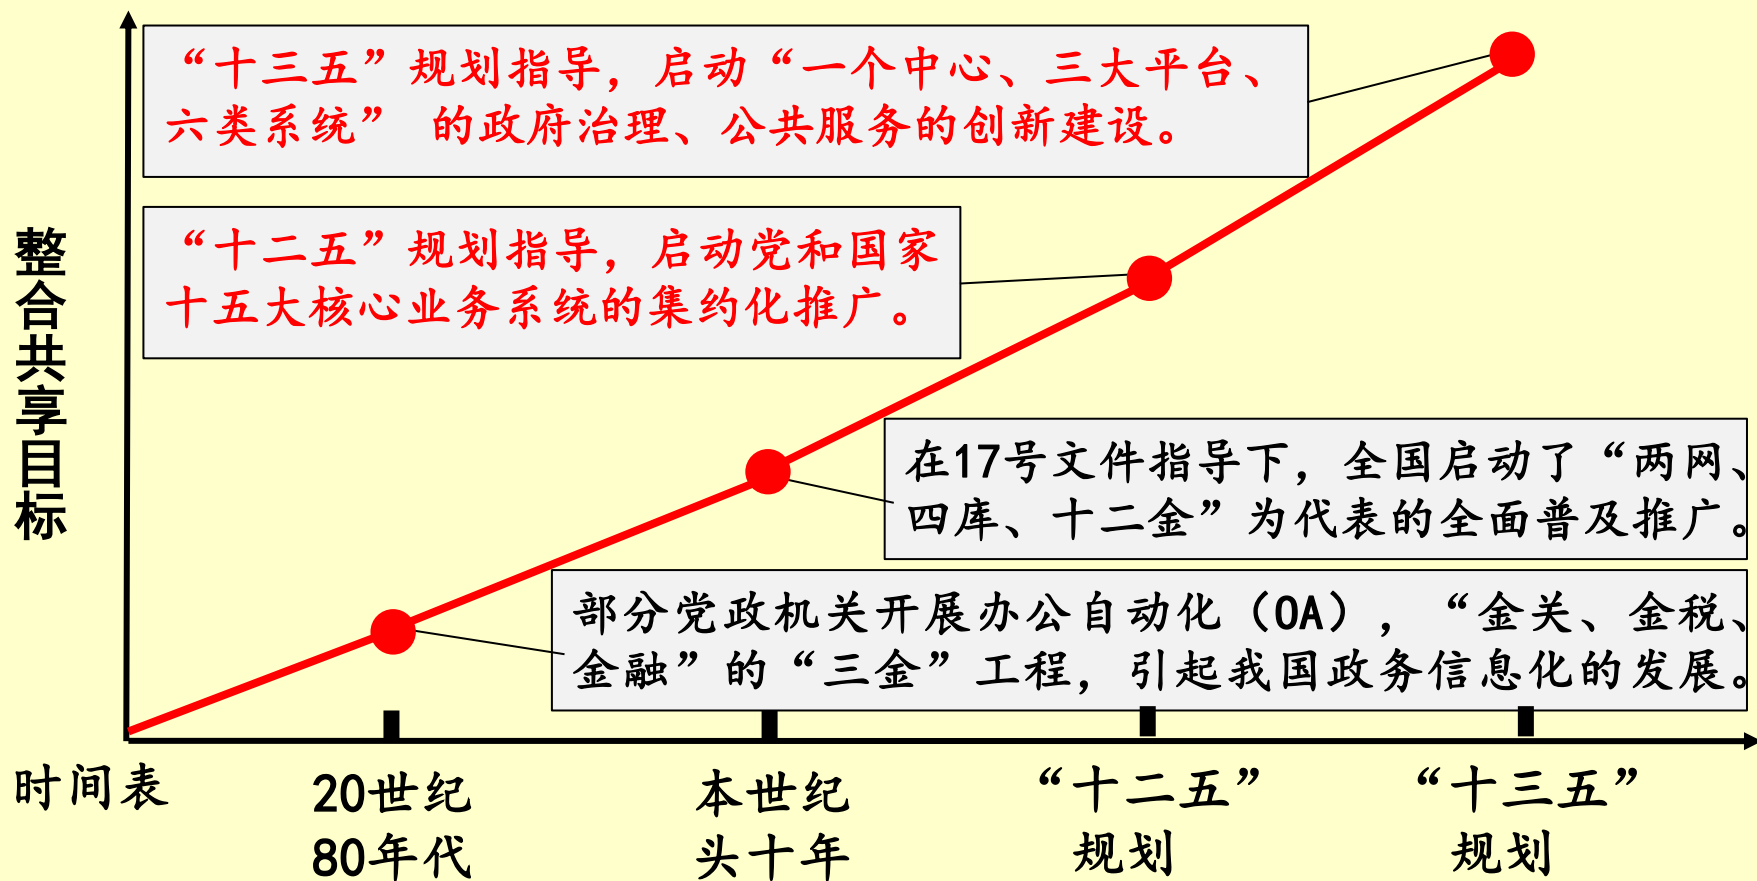 “十三五”规划指导，启动“一个中心、三大平台、
六类系统” 的政府治理、公共服务的创新建设。
“十二五”规划指导，启动党和国家
十五大核心业务系统的集约化推广。
整合共享目标
在17号文件指导下，全国启动了“两网、
四库、十二金”为代表的全面普及推广。
部分党政机关开展办公自动化（OA），“金关、金税、
金融”的“三金”工程，引起我国政务信息化的发展。
时间表
20世纪
80年代
本世纪
头十年
“十二五”
规划
“十三五”
规划